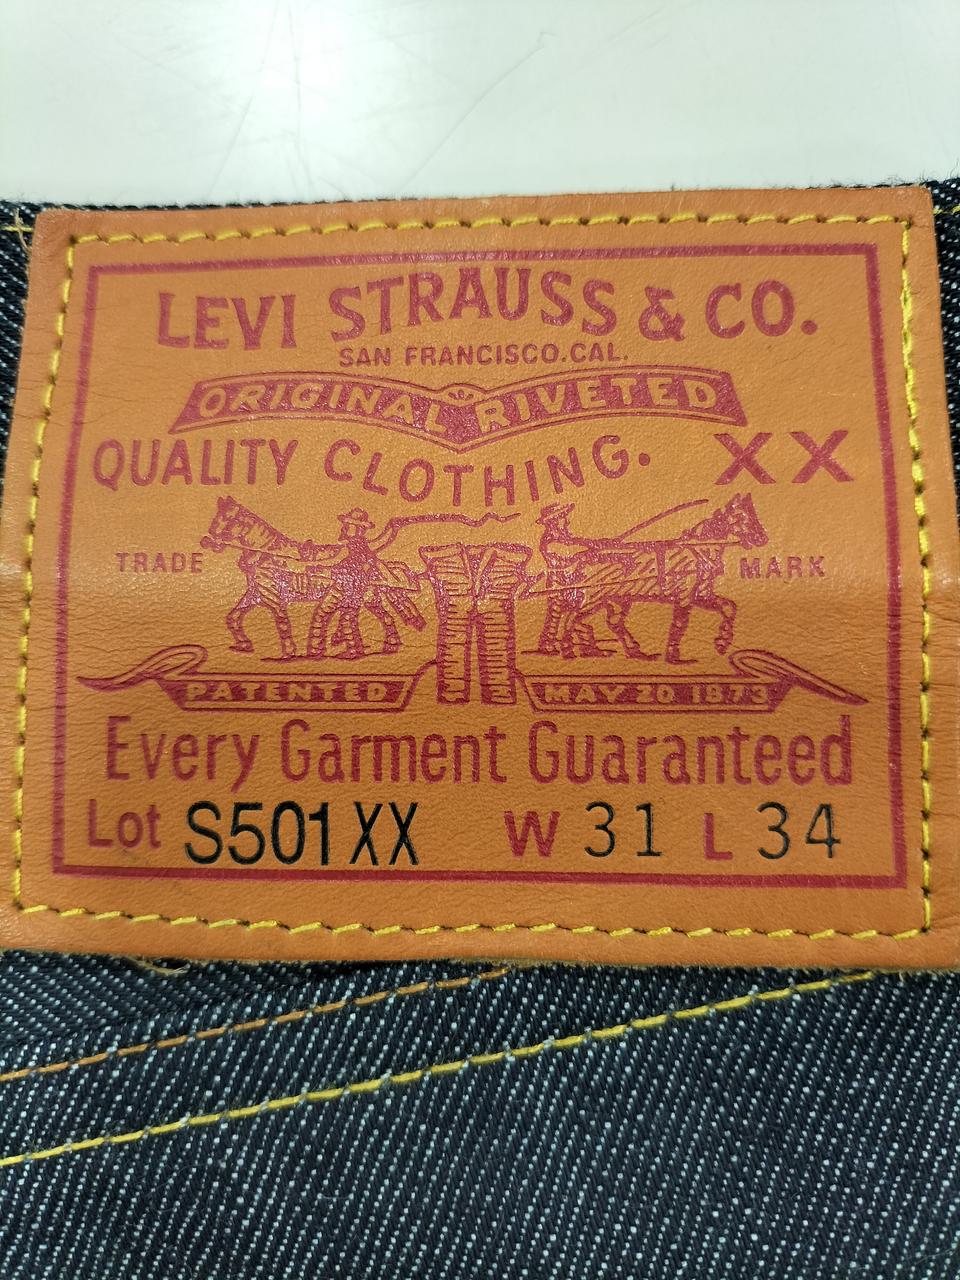 LEVI STRAUSS & CO.
SAN FRANCISCO.CAL.
ORIGINAL RIVETED
QUALITY CLOTHING. XX
TRADE MARK
PATENTED MAY 20 1873
Every Garment Guaranteed
Lot S501XX W 31 L 34